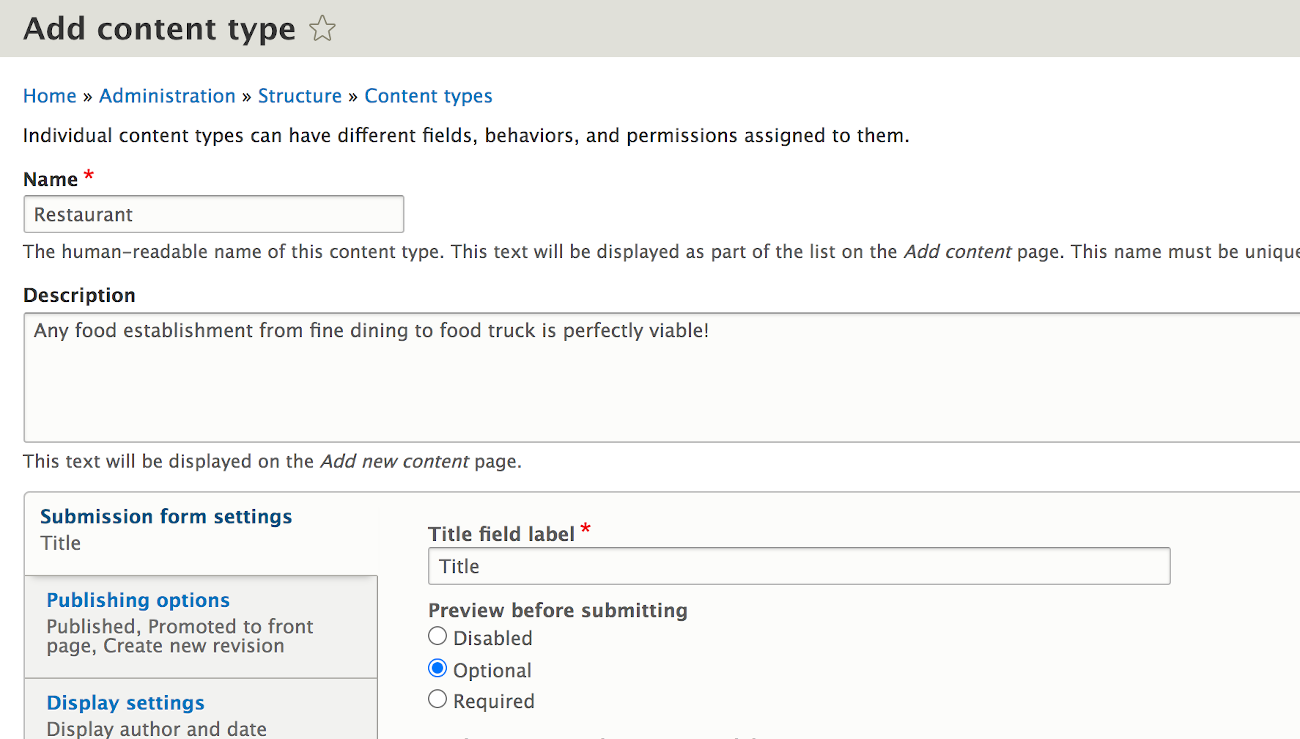 Add content type
Home » Administration » Structure » Content types
Individual content types can have different fields, behaviors, and permissions assigned to them.
Name *
Restaurant
The human-readable name of this content type. This text will be displayed as part of the list on the Add content page. This name must be unique
Description
Any food establishment from fine dining to food truck is perfectly viable!
This text will be displayed on the Add new content page.
Submission form settings
Title
Publishing options
Published, Promoted to front
page, Create new revision
Display settings
Display author and date
Title field label *
Title
Preview before submitting
Disabled
Optional
Required